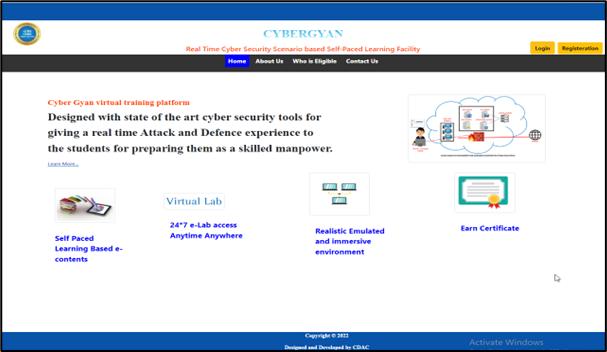 CYBERGYAN
Real Time Cyber Security Scenario based Self-Paced Learning Facility
Login
Registeration
Home
About Us
Who is Eligible
Contact Us
Cyber Gyan virtual training platform
Designed with state of the art cyber security tools for
giving a real time Attack and Defence experience to
the students for preparing them as a skilled manpower.
Learn More...
Self Paced
Learning Based e-
contents
Virtual Lab
24*7 e-Lab access
Anytime Anywhere
Realistic Emulated
and immersive
environment
Earn Certificate
Copyright © 2022
Designed and Developed by CDAC
Activate Windows